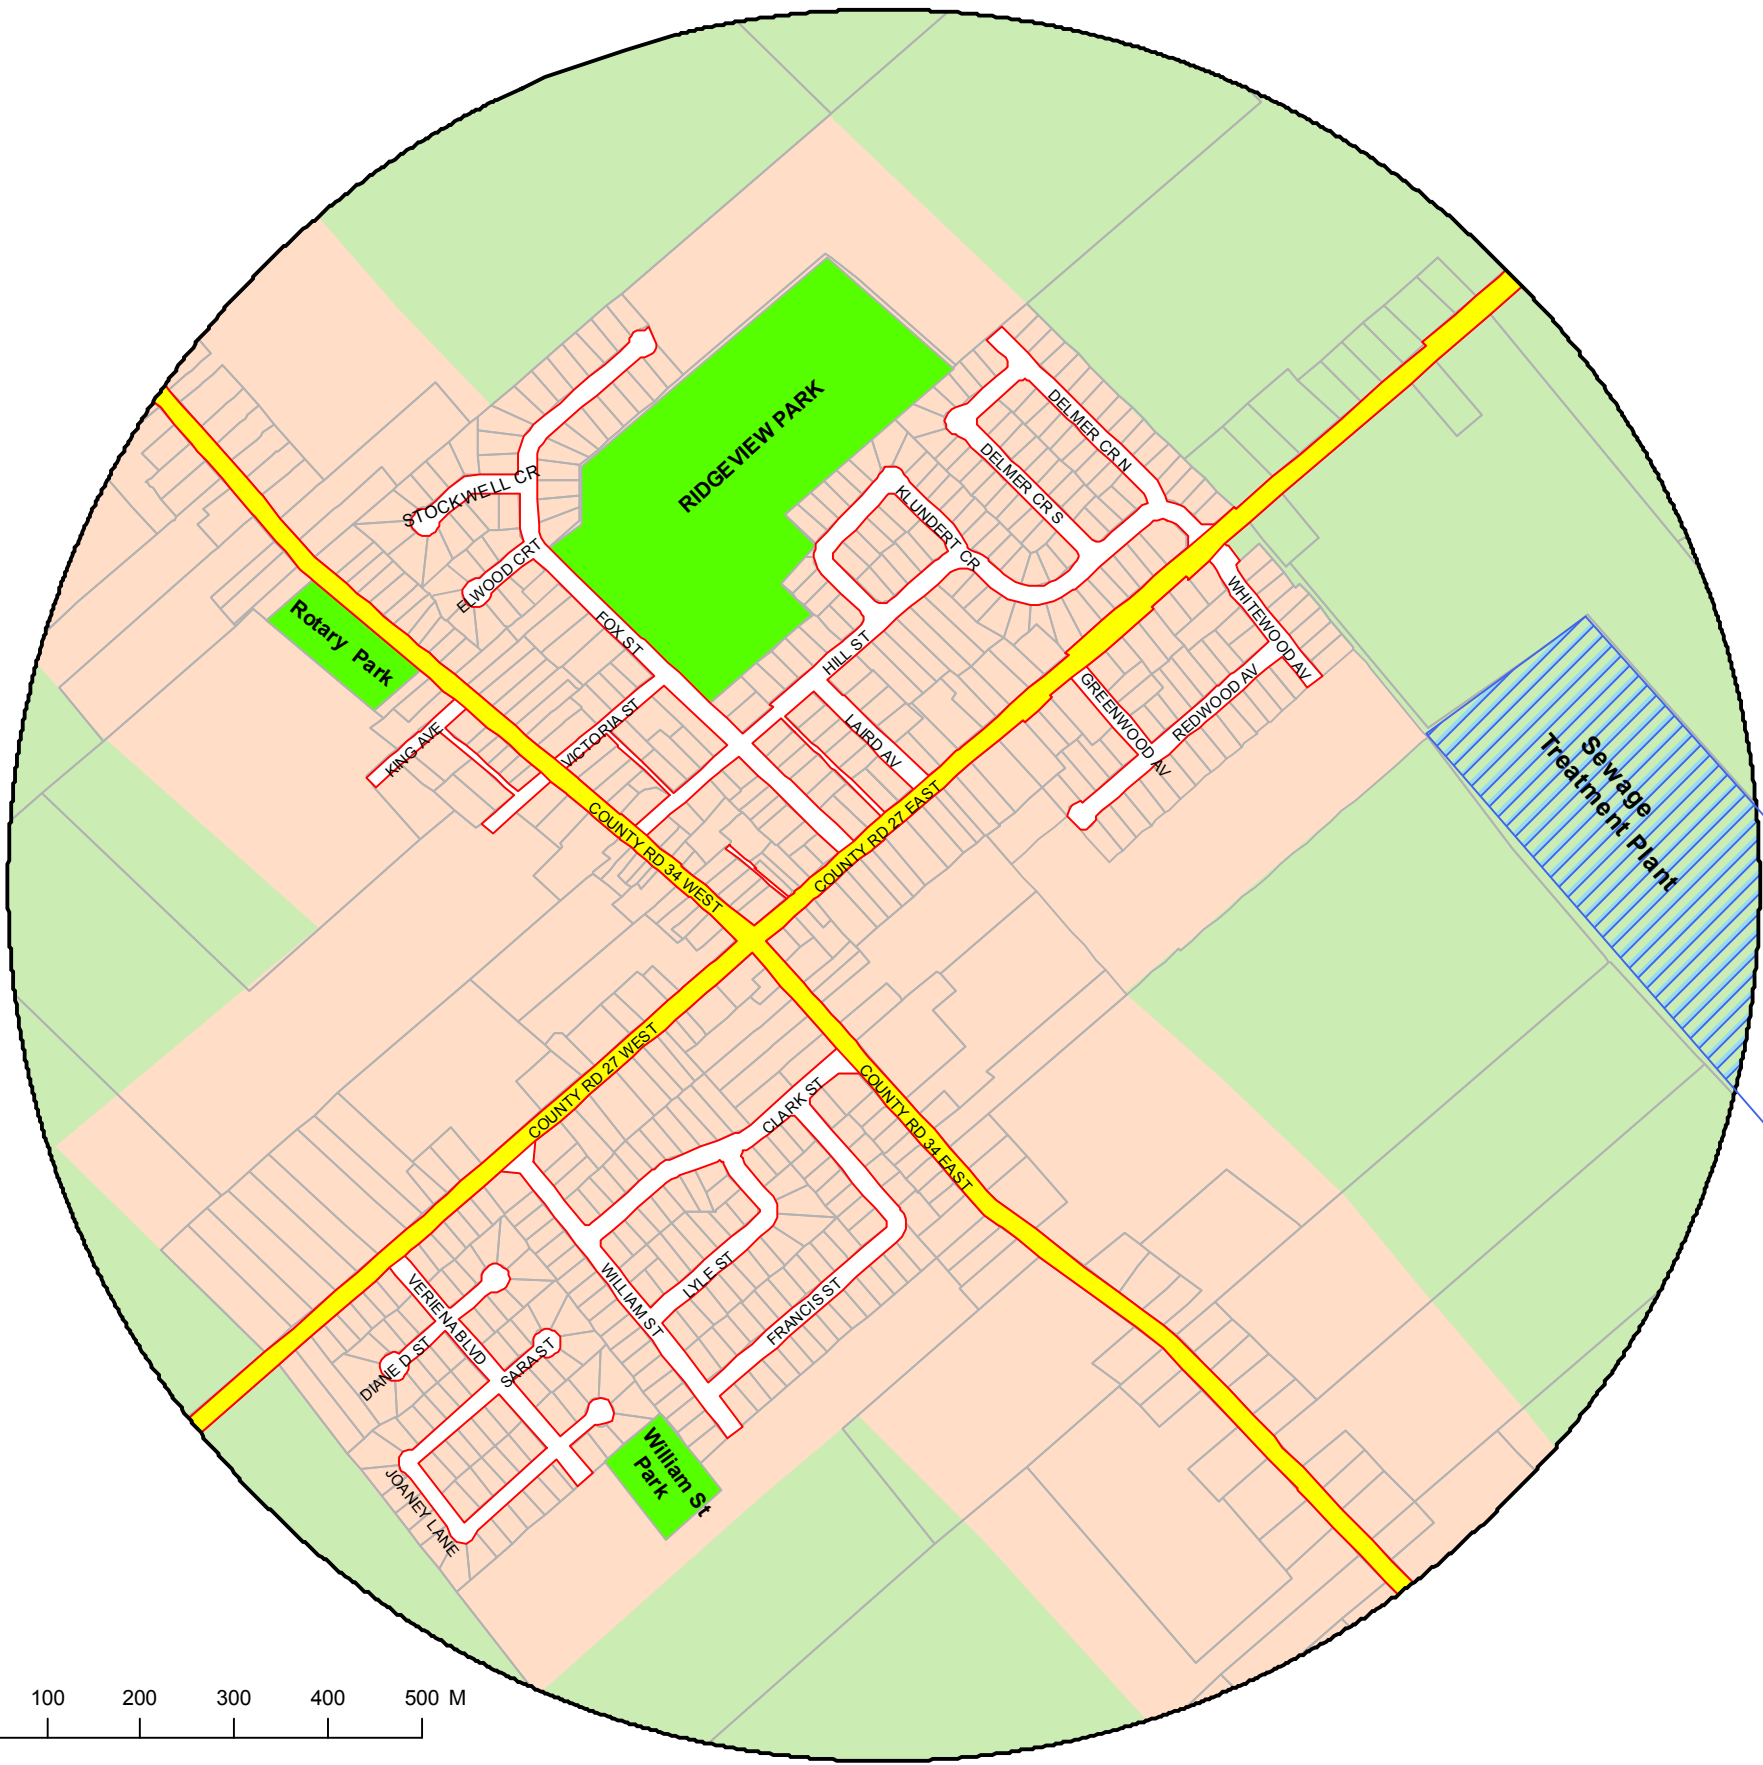 DELMER CR N
RIDGEVIEW PARK
DELMER CR S
STOCKWELL CR
KLUNDERT CR
ELWOOD CRT
WHITEWOOD AV
Rotary Park
FOX ST
HILL ST
REDWOOD AV
GREENWOOD AV
VICTORIA ST
KING AVE
LAIRD AV
Sewage
Treatment Plant
COUNTY RD 34 WEST
COUNTY RD 27 EAST
COUNTY RD 27 WEST
CLARK ST
COUNTY RD 34 EAST
WILLIAM ST
LYLE ST
FRANCIS ST
VERIENA BLVD
DIANE D ST
SARA ST
William St
Park
JOANEY LANE
100 200 300 400 500 M